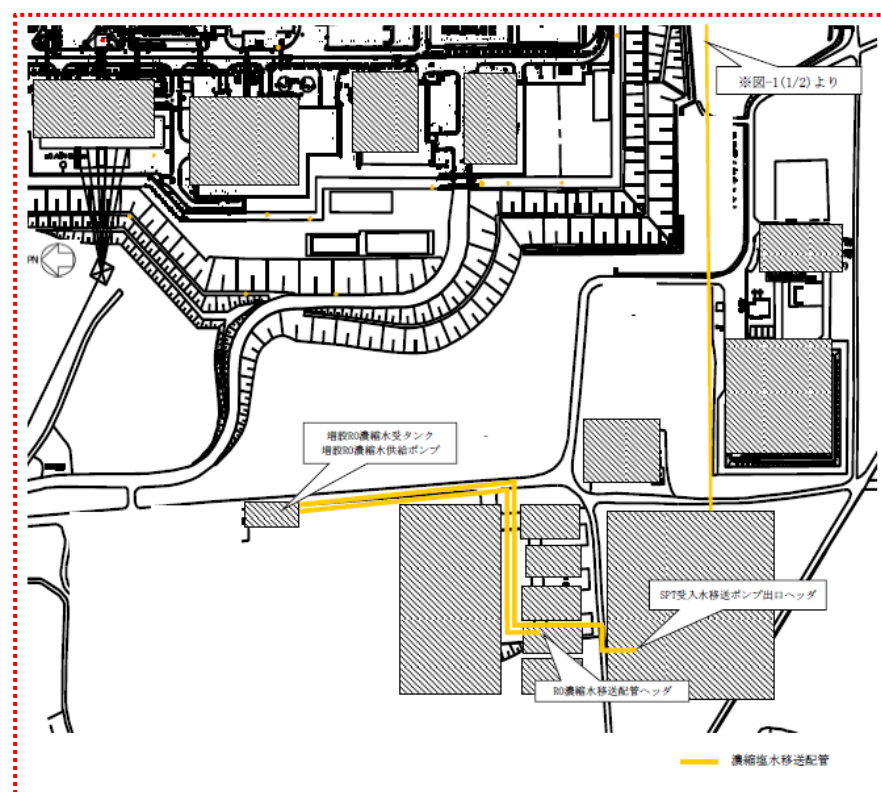 ※図-1(1/2)より
PN
増設RO濃縮水受タンク
増設RO濃縮水供給ポンプ
SPT受入水移送ポンプ出口ヘッダ
RO濃縮水移送配管ヘッダ
濃縮塩水移送配管